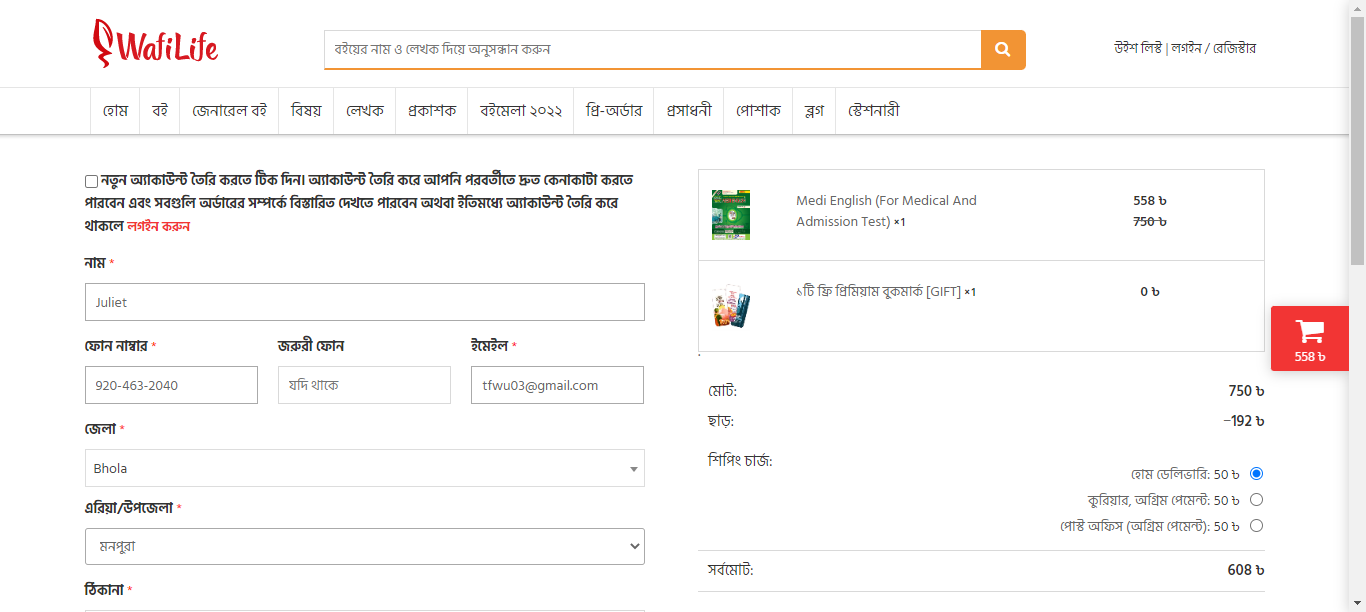 WafiLife
বইয়ের নাম ও লেখক দিয়ে অনুসন্ধান করুন
উইশ লিস্ট | লগইন / রেজিস্টার
হোম বই জেনারেল বই বিষয় লেখক প্রকাশক বইমেলা ২০২২ প্রি-অর্ডার প্রসাধনী পোশাক ব্লগ স্টেশনারী
নতুন অ্যাকাউন্ট তৈরি করতে টিক দিন। অ্যাকাউন্ট তৈরি করে আপনি পরবর্তীতে দ্রুত কেনাকাটা করতে
পারবেন এবং সবগুলি অর্ডারের সম্পর্কে বিস্তারিত দেখতে পারবেন অথবা ইতিমধ্যে অ্যাকাউন্ট তৈরি করে
থাকলে লগইন করুন
নাম *
Juliet
ফোন নাম্বার * জরুরী ফোন ইমেইল *
920-463-2040 যদি থাকে tfwu03@gmail.com
জেলা *
Bhola
এরিয়া/উপজেলা *
মনপুরা
ঠিকানা *
Medi English (For Medical And 558 ৳
Admission Test) ×1 750 ৳
১টি ফ্রি প্রিমিয়াম বুকমার্ক [GIFT] ×1 0 ৳
558 ৳
মোট: 750 ৳
ছাড়: −192 ৳
শিপিং চার্জ:
হোম ডেলিভারি: 50 ৳
কুরিয়ার, অগ্রিম পেমেন্ট: 50 ৳
পোস্ট অফিস (অগ্রিম পেমেন্ট): 50 ৳
সর্বমোট: 608 ৳